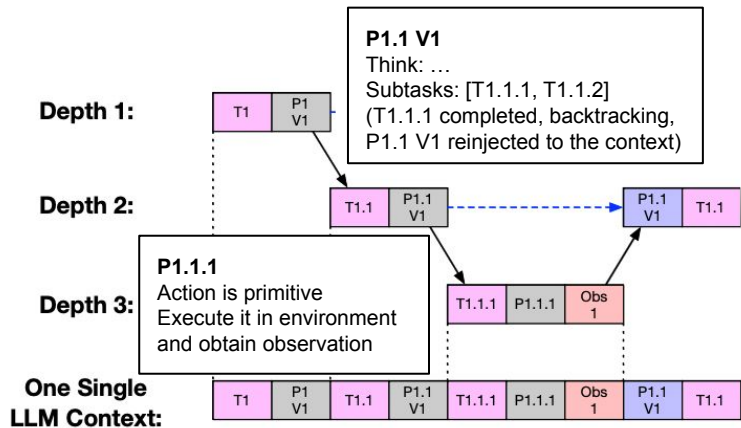 P1.1 V1
Think: …
Subtasks: [T1.1.1, T1.1.2]
(T1.1.1 completed, backtracking,
P1.1 V1 reinjected to the context)
Depth 1:
T1
P1
V1
Depth 2:
T1.1
P1.1
V1
P1.1
V1
T1.1
P1.1.1
Action is primitive
Execute it in environment
and obtain observation
Depth 3:
T1.1.1
P1.1.1
Obs
1
One Single
LLM Context:
T1
P1
V1
T1.1
P1.1
V1
T1.1.1
P1.1.1
Obs
1
P1.1
V1
T1.1